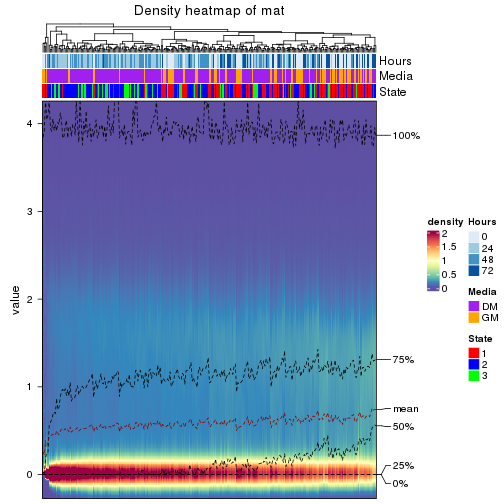 Density heatmap of mat
Hours
Media
State
value
4
3
2
1
0
100%
75%
mean
50%
25%
0%
density
2
1.5
1
0.5
0
Hours
0
24
48
72
Media
DM
GM
State
1
2
3